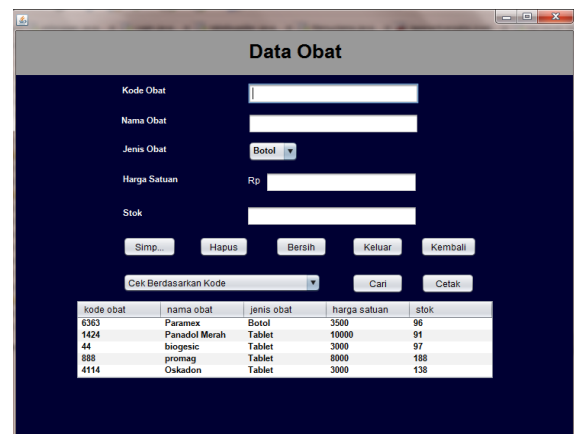 Data Obat
Kode Obat
Nama Obat
Jenis Obat Botol
Harga Satuan Rp
Stok
Simp... Hapus Bersih Keluar Kembali
Cek Berdasarkan Kode Cari Cetak
kode obat nama obat jenis obat harga satuan stok
6363 Paramex Botol 3500 96
1424 Panadol Merah Tablet 10000 91
44 biogesic Tablet 3000 97
888 promag Tablet 8000 188
4114 Oskadon Tablet 3000 138